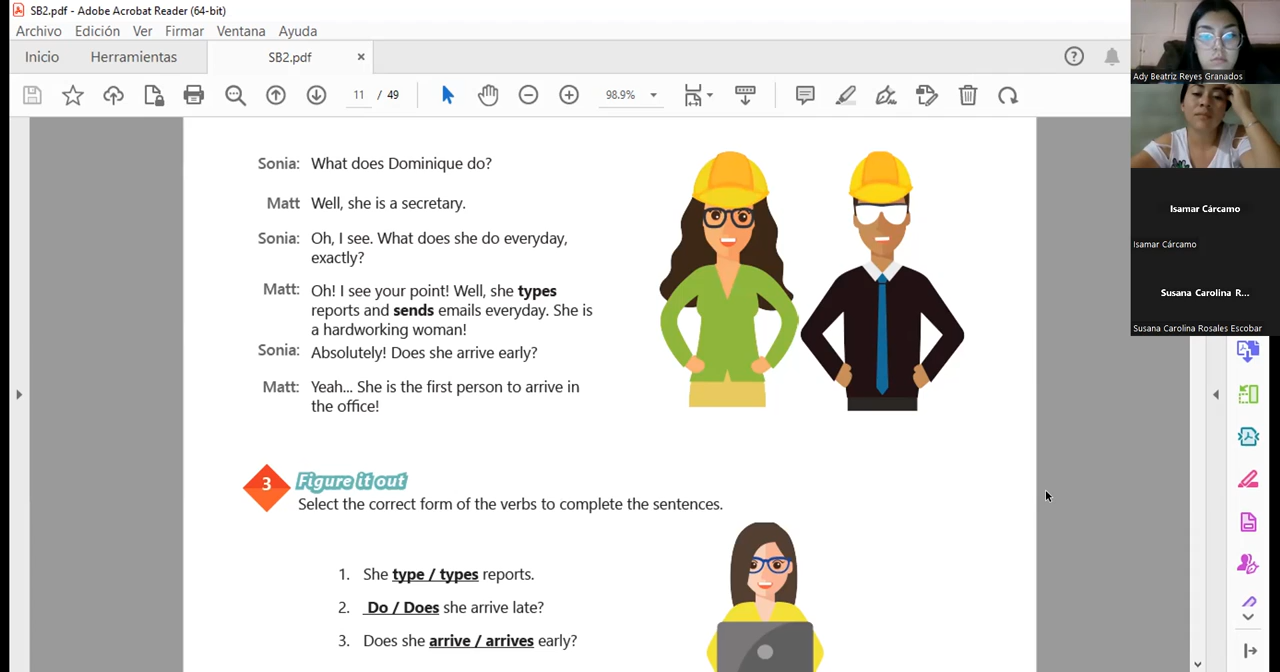 SB2.pdf - Adobe Acrobat Reader (64-bit)
Archivo Edición Ver Firmar Ventana Ayuda
Inicio Herramientas SB2.pdf ×
11 / 49 98.9%
Sonia: What does Dominique do?
Matt Well, she is a secretary.
Sonia: Oh, I see. What does she do everyday,
exactly?
Matt: Oh! I see your point! Well, she types
reports and sends emails everyday. She is
a hardworking woman!
Sonia: Absolutely! Does she arrive early?
Matt: Yeah... She is the first person to arrive in
the office!
3 Figure it out
Select the correct form of the verbs to complete the sentences.
1. She type / types reports.
2. Do / Does she arrive late?
3. Does she arrive / arrives early?
Ady Beatriz Reyes Granados
Isamar Cárcamo
Isamar Cárcamo
Susana Carolina R...
Susana Carolina Rosales Escobar